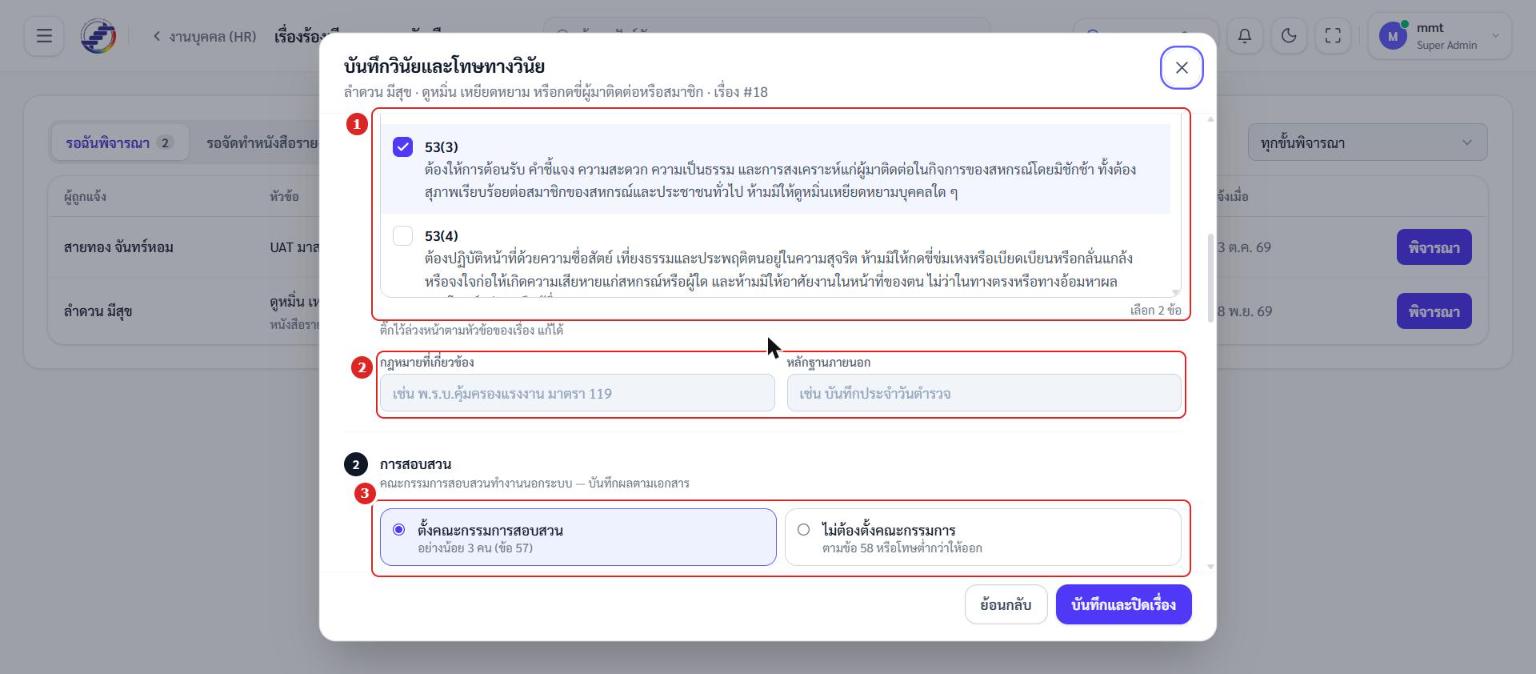 งานบุคคล (HR)
mmt
Super Admin
M
บันทึกวินัยและโทษทางวินัย
ลำดวน มีสุข · ดูหมิ่น เหยียดหยาม หรือกดขี่ผู้มาติดต่อหรือสมาชิก · เรื่อง #18
รอฉันพิจารณา 2
รอจัดทำหนังสือราย
ทุกขั้นพิจารณา
ผู้ถูกแจ้ง
หัวข้อ
จ้งเมื่อ
สายทอง จันทร์หอม
UAT มาส
3 ต.ค. 69
พิจารณา
ลำดวน มีสุข
ดูหมิ่น เห
หนังสือราย
8 พ.ย. 69
พิจารณา
1
53(3)
ต้องให้การต้อนรับ คำชี้แจง ความสะดวก ความเป็นธรรม และการสงเคราะห์แก่ผู้มาติดต่อในกิจการของสหกรณ์โดยมิชักช้า ทั้งต้อง
สุภาพเรียบร้อยต่อสมาชิกของสหกรณ์และประชาชนทั่วไป ห้ามมิให้ดูหมิ่นเหยียดหยามบุคคลใด ๆ
53(4)
ต้องปฏิบัติหน้าที่ด้วยความซื่อสัตย์ เที่ยงธรรมและประพฤติตนอยู่ในความสุจริต ห้ามมิให้กดขี่ข่มเหงหรือเบียดเบียนหรือกลั่นแกล้ง
หรือจงใจก่อให้เกิดความเสียหายแก่สหกรณ์หรือผู้ใด และห้ามมิให้อาศัยงานในหน้าที่ของตน ไม่ว่าในทางตรงหรือทางอ้อมหาผล
เลือก 2 ข้อ
ติ๊กไว้ล่วงหน้าตามหัวข้อของเรื่อง แก้ได้
2
กฎหมายที่เกี่ยวข้อง
หลักฐานภายนอก
เช่น พ.ร.บ.คุ้มครองแรงงาน มาตรา 119
เช่น บันทึกประจำวันตำรวจ
2
การสอบสวน
คณะกรรมการสอบสวนทำงานนอกระบบ — บันทึกผลตามเอกสาร
3
ตั้งคณะกรรมการสอบสวน
อย่างน้อย 3 คน (ข้อ 57)
ไม่ต้องตั้งคณะกรรมการ
ตามข้อ 58 หรือโทษต่ำกว่าให้ออก
ย้อนกลับ
บันทึกและปิดเรื่อง